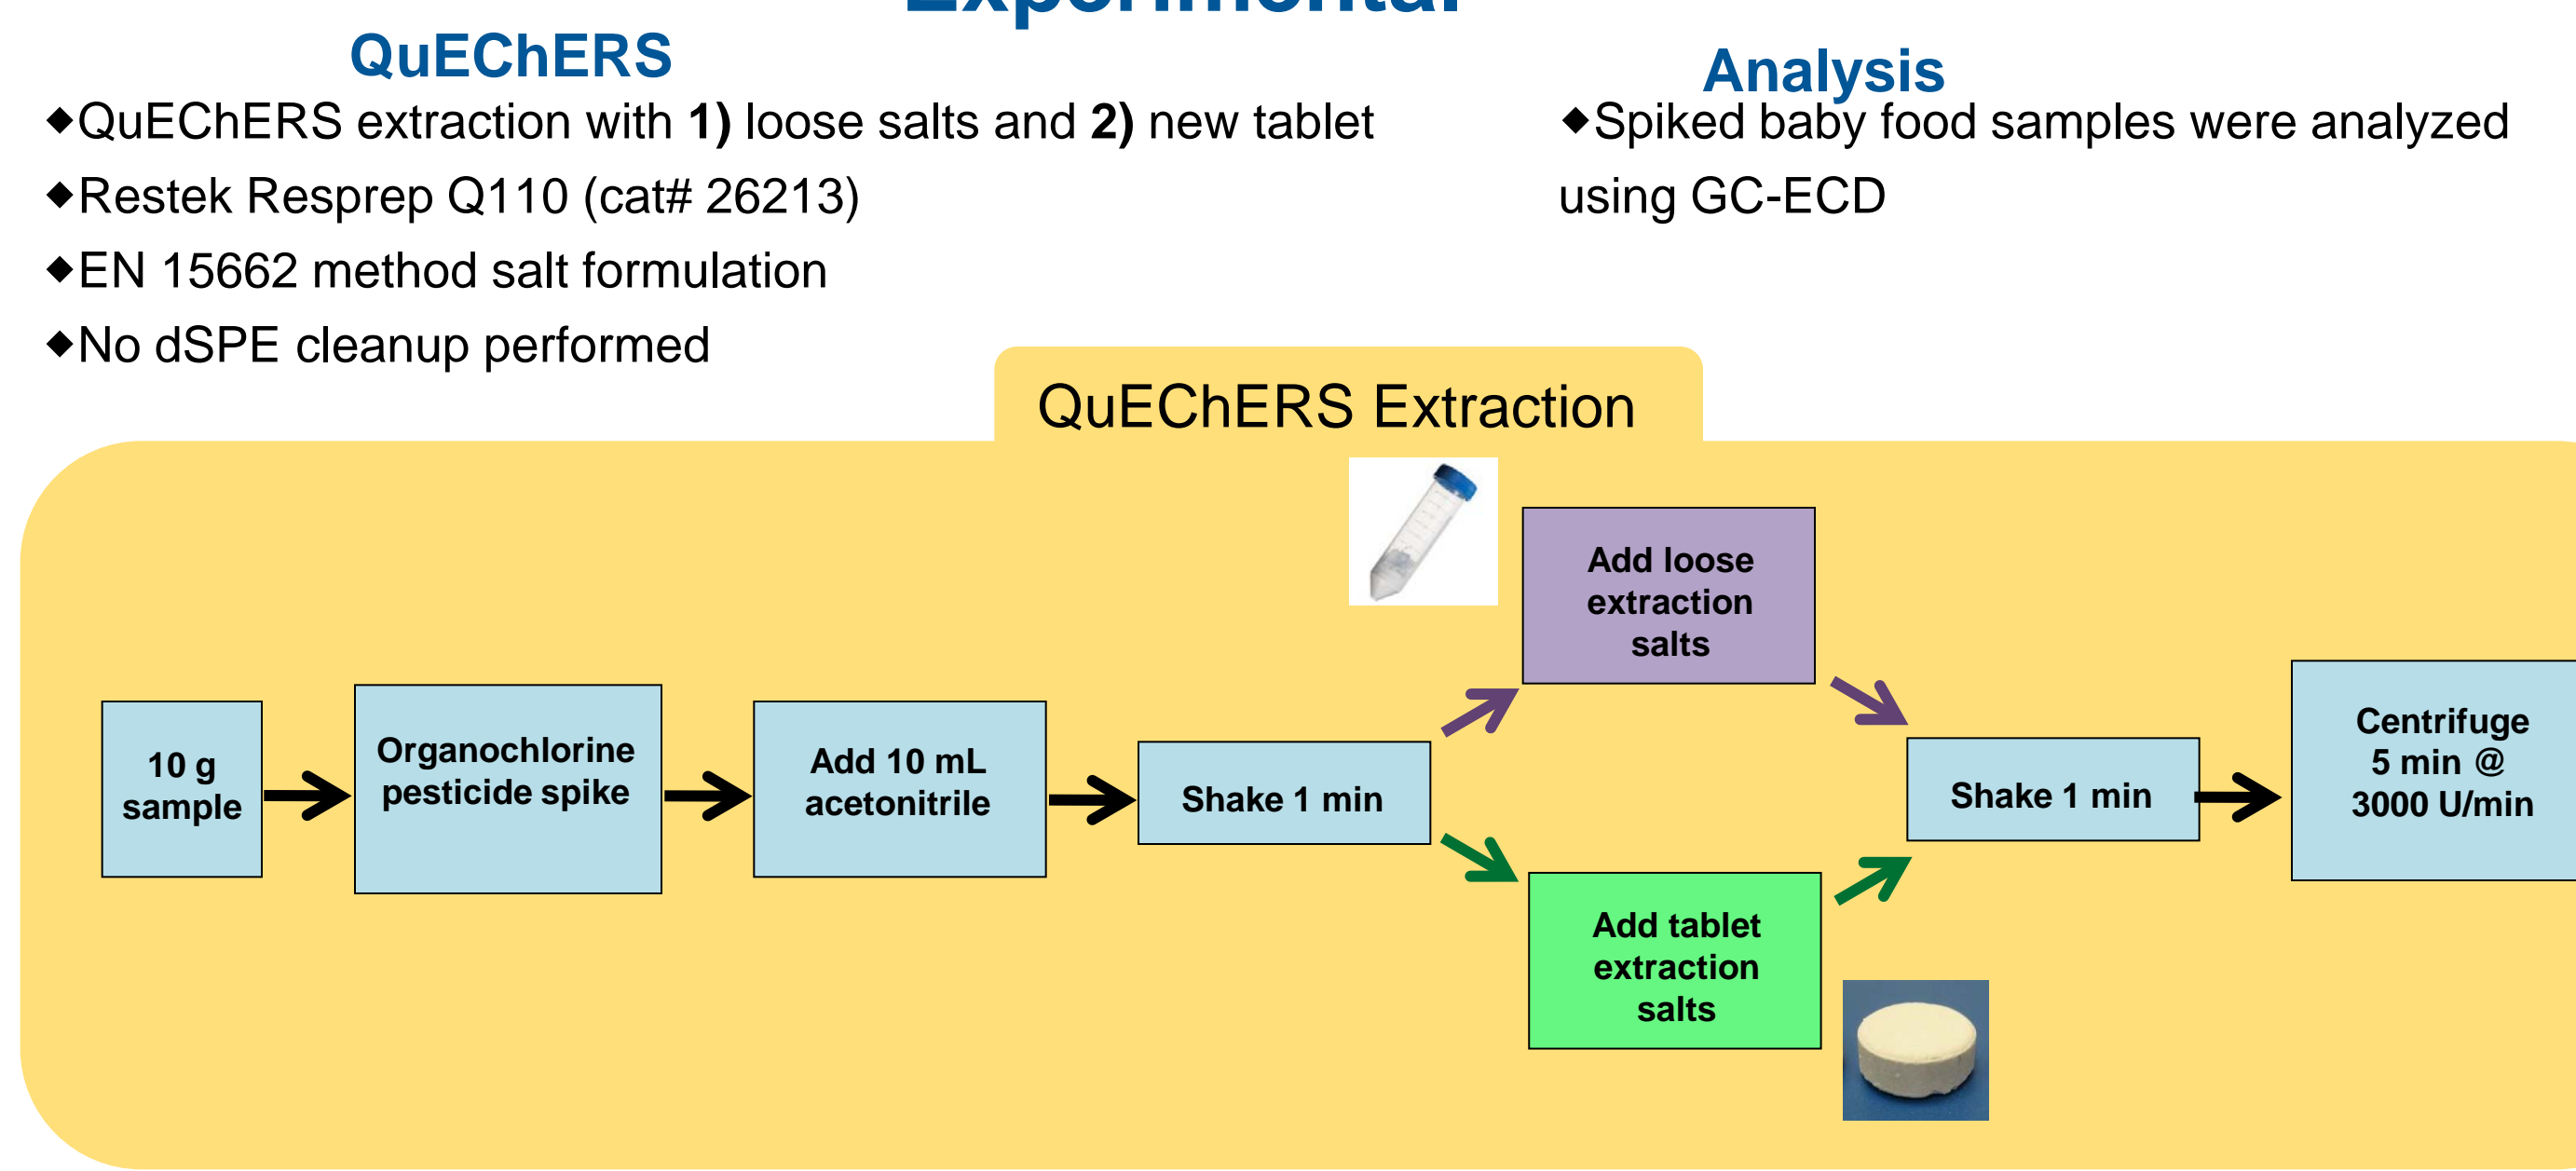 Experimental
QuEChERS
◆QuEChERS extraction with 1) loose salts and 2) new tablet
◆Restek Resprep Q110 (cat# 26213)
◆EN 15662 method salt formulation
◆No dSPE cleanup performed
Analysis
◆Spiked baby food samples were analyzed
using GC-ECD
QuEChERS Extraction
10 g
sample
Organochlorine
pesticide spike
Add 10 mL
acetonitrile
Shake 1 min
Add loose
extraction
salts
Add tablet
extraction
salts
Shake 1 min
Centrifuge
5 min @
3000 U/min